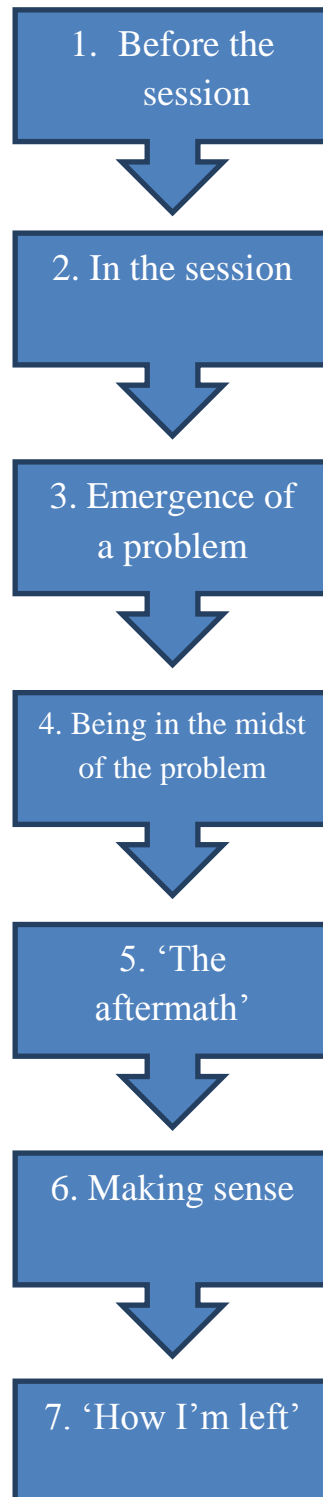 1. Before the
session
2. In the session
3. Emergence of
a problem
4. Being in the midst
of the problem
5. ‘The
aftermath’
6. Making sense
7. ‘How I’m left’